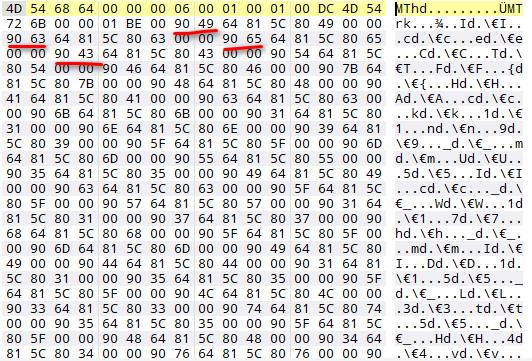 4D 54 68 64 00 00 00 06 00 01 00 01 00 DC 4D 54 MThd.........ÜMT
72 6B 00 00 01 BE 00 90 49 64 81 5C 80 49 00 00 rk...¾..Id.\€I..
90 63 64 81 5C 80 63 00 00 90 65 64 81 5C 80 65 .cd.\€c...ed.\€e
00 00 90 43 64 81 5C 80 43 00 00 90 54 64 81 5C ...Cd.\€C...Td.\
80 54 00 00 90 46 64 81 5C 80 46 00 00 90 7B 64 €T...Fd.\€F...{d
81 5C 80 7B 00 00 90 48 64 81 5C 80 48 00 00 90 .\€{...Hd.\€H...
41 64 81 5C 80 41 00 00 90 63 64 81 5C 80 63 00 Ad.\€A...cd.\€c.
00 90 6B 64 81 5C 80 6B 00 00 90 31 64 81 5C 80 ..kd.\€k...1d.\€
31 00 00 90 6E 64 81 5C 80 6E 00 00 90 39 64 81 1...nd.\€n...9d.
5C 80 39 00 00 90 5F 64 81 5C 80 5F 00 00 90 6D \€9..._d.\€_...m
64 81 5C 80 6D 00 00 90 55 64 81 5C 80 55 00 00 d.\€m...Ud.\€U..
90 35 64 81 5C 80 35 00 00 90 49 64 81 5C 80 49 .5d.\€5...Id.\€I
00 00 90 63 64 81 5C 80 63 00 00 90 5F 64 81 5C ...cd.\€c..._d.\
80 5F 00 00 90 57 64 81 5C 80 57 00 00 90 31 64 €_...Wd.\€W...1d
81 5C 80 31 00 00 90 37 64 81 5C 80 37 00 00 90 .\€1...7d.\€7...
68 64 81 5C 80 68 00 00 90 5F 64 81 5C 80 5F 00 hd.\€h..._d.\€_.
00 90 6D 64 81 5C 80 6D 00 00 90 49 64 81 5C 80 ..md.\€m...Id.\€
49 00 00 90 44 64 81 5C 80 44 00 00 90 31 64 81 I...Dd.\€D...1d.
5C 80 31 00 00 90 35 64 81 5C 80 35 00 00 90 5F \€1...5d.\€5..._
64 81 5C 80 5F 00 00 90 4C 64 81 5C 80 4C 00 00 d.\€_...Ld.\€L..
90 33 64 81 5C 80 33 00 00 90 74 64 81 5C 80 74 .3d.\€3...td.\€t
00 00 90 35 64 81 5C 80 35 00 00 90 5F 64 81 5C ...5d.\€5..._d.\
80 5F 00 00 90 48 64 81 5C 80 48 00 00 90 34 64 €_...Hd.\€H...4d
81 5C 80 34 00 00 90 76 64 81 5C 80 76 00 00 90 .\€4...vd.\€v...